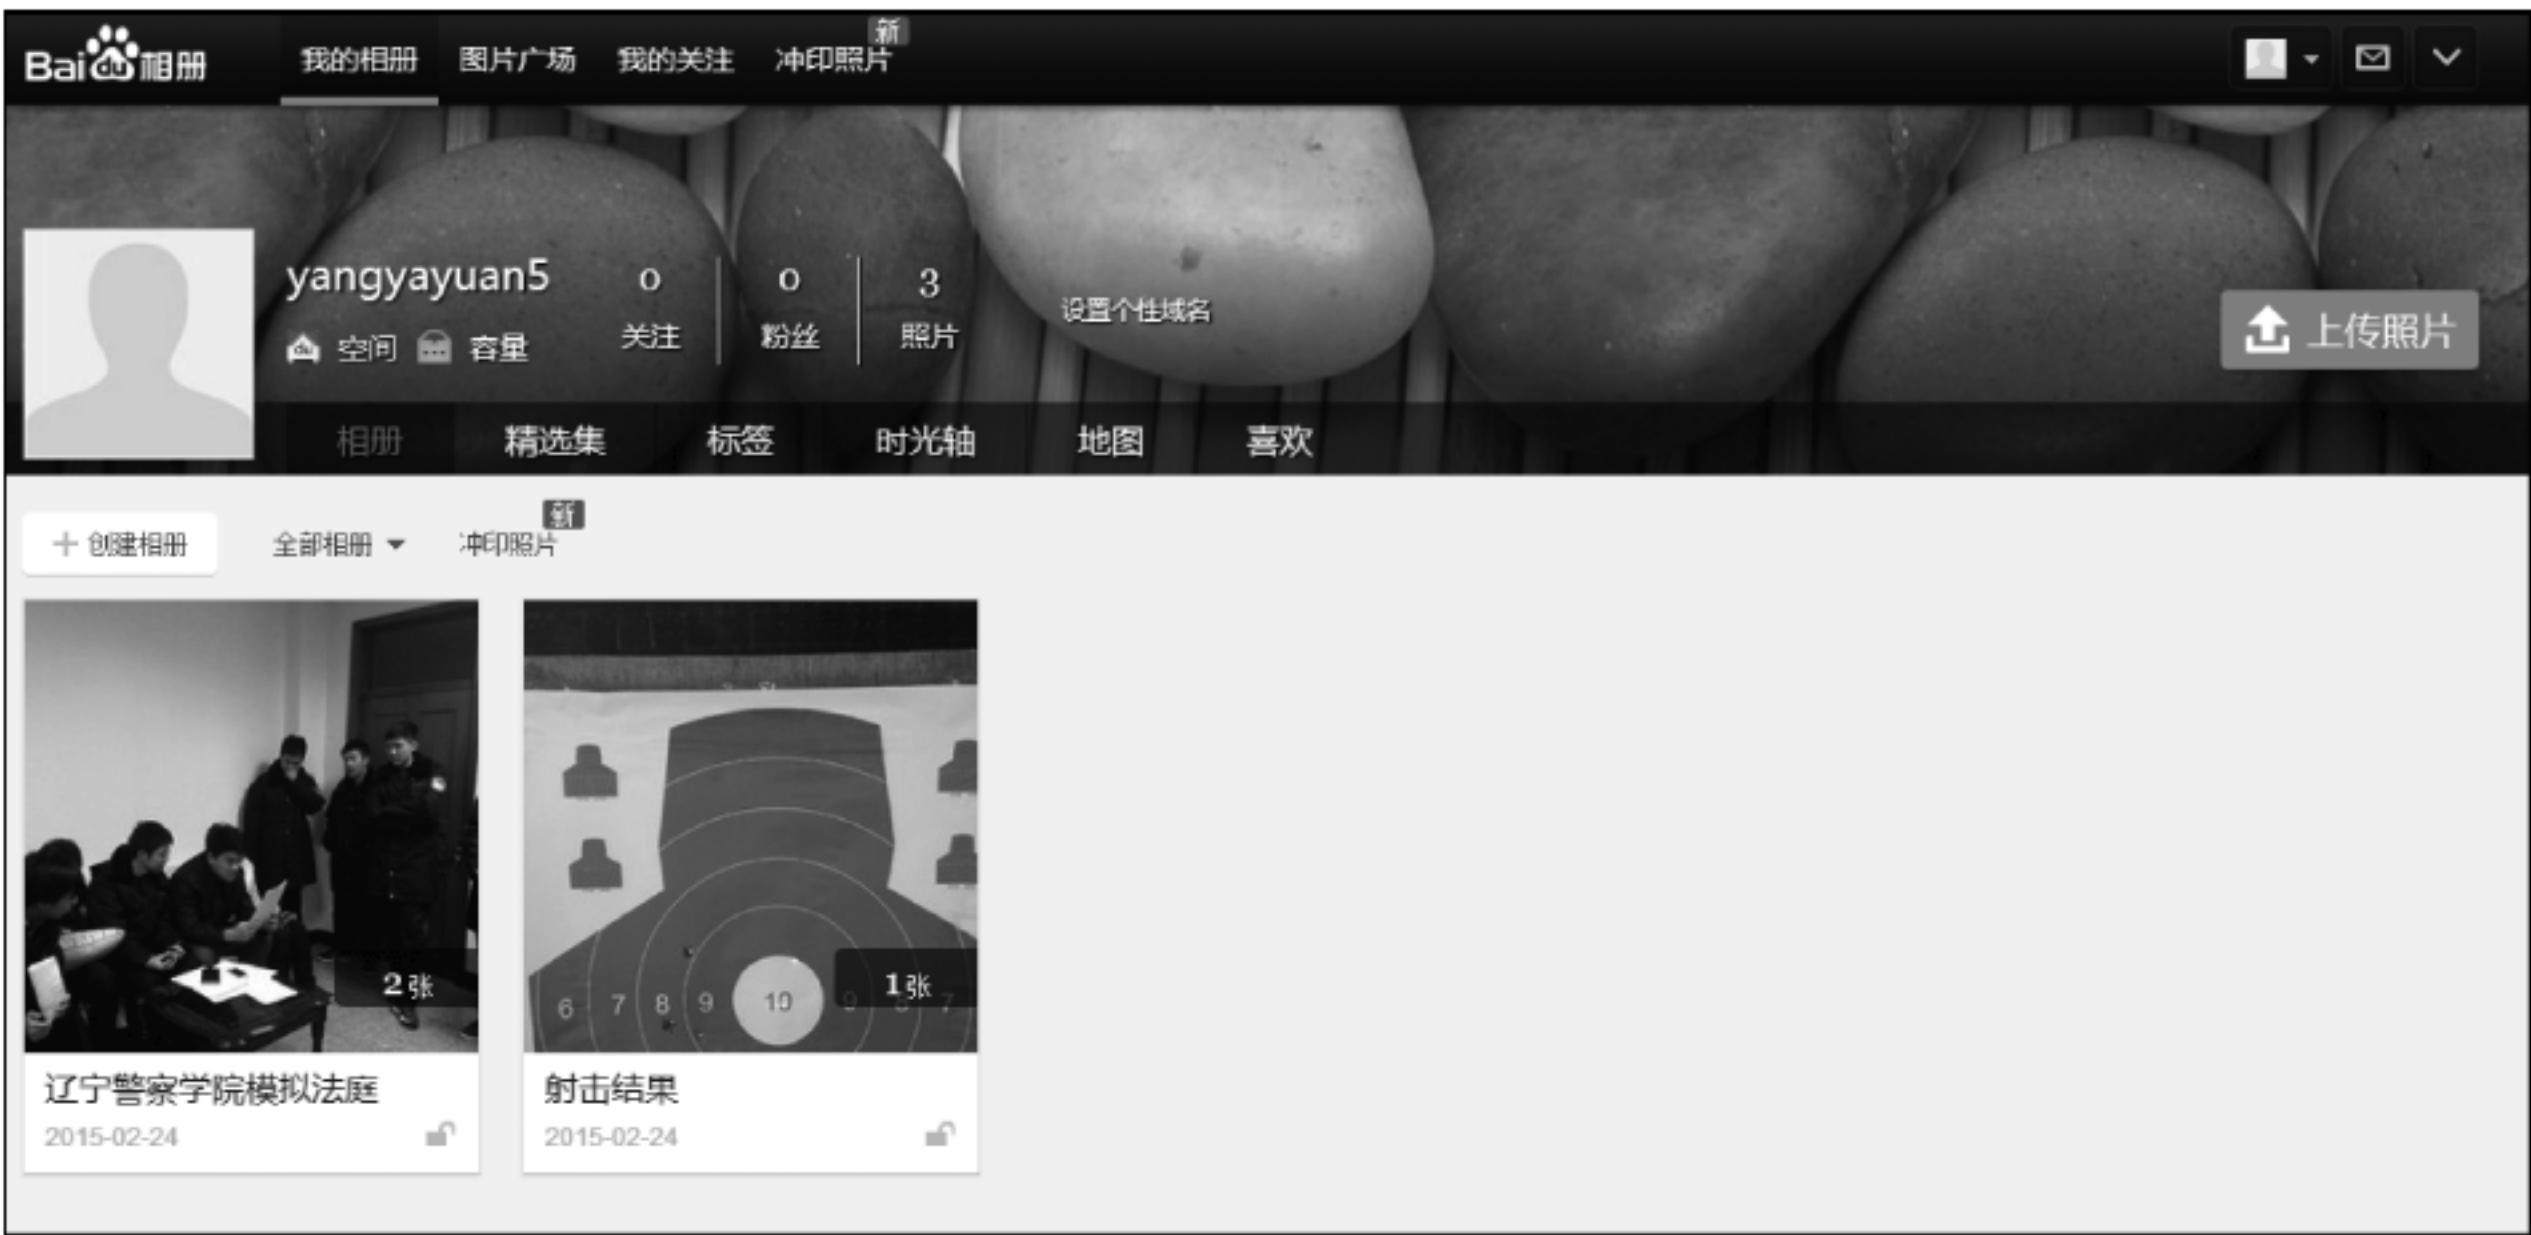 Bai du 相册 我的相册 图片广场 我的关注 冲印照片 新
yangyayuan5 0 0 3
空间 容量 关注 粉丝 照片 设置个性域名 上传照片
相册 精选集 标签 时光轴 地图 喜欢
+ 创建相册 全部相册 冲印照片 新
6 7 8 9 10 9 8 7
2张 1张
辽宁警察学院模拟法庭 射击结果
2015-02-24 2015-02-24